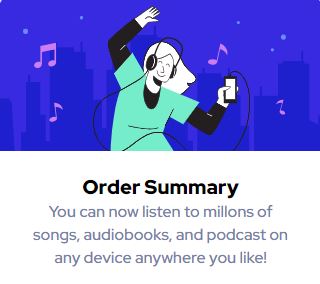 Order Summary
You can now listen to millons of
songs, audiobooks, and podcast on
any device anywhere you like!